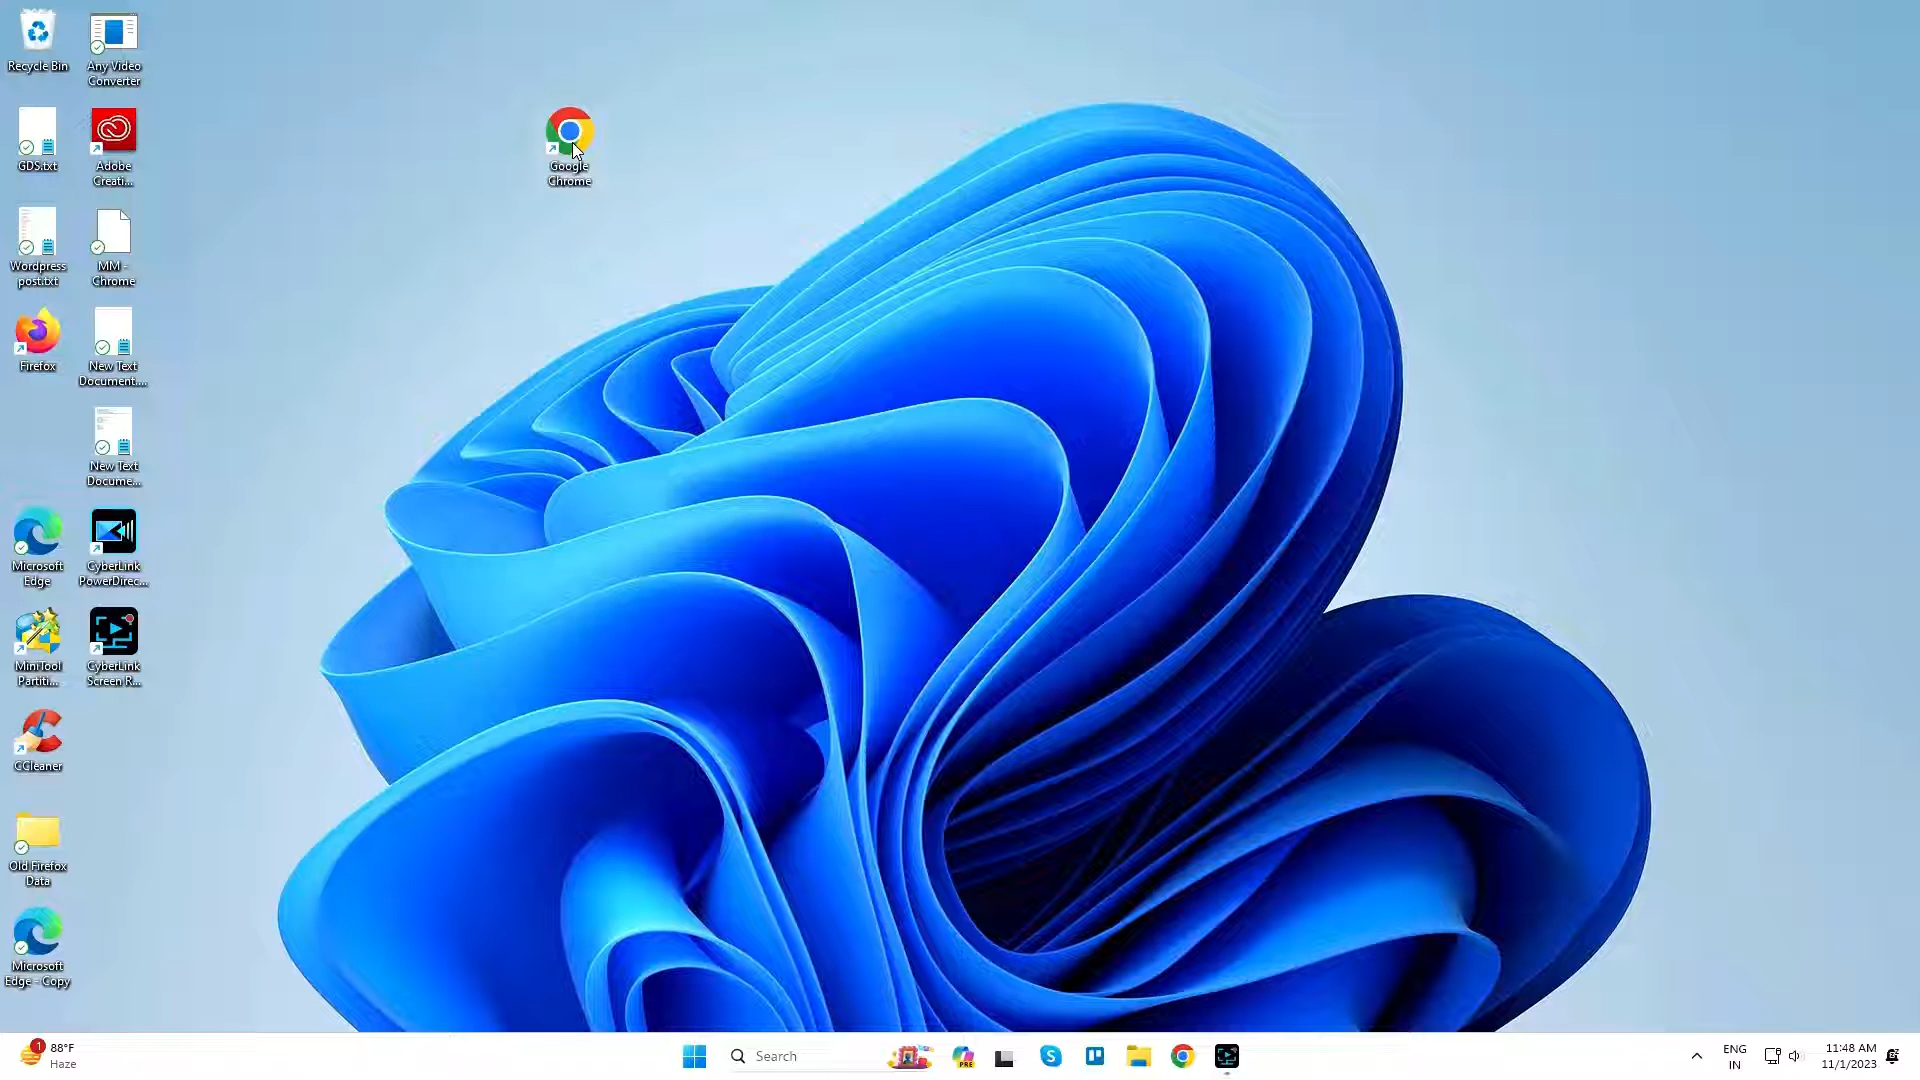 Recycle Bin
Any Video
Converter
GDS.txt
Adobe
Creati...
Google
Chrome
Wordpress
post.txt
MM -
Chrome
Firefox
New Text
Document....
New Text
Docume...
Microsoft
Edge
CyberLink
PowerDirec...
MiniTool
Partiti...
CyberLink
Screen R...
CCleaner
Old Firefox
Data
Microsoft
Edge - Copy
1
88°F
Haze
Search
PRE
ENG
IN
11:48 AM
11/1/2023